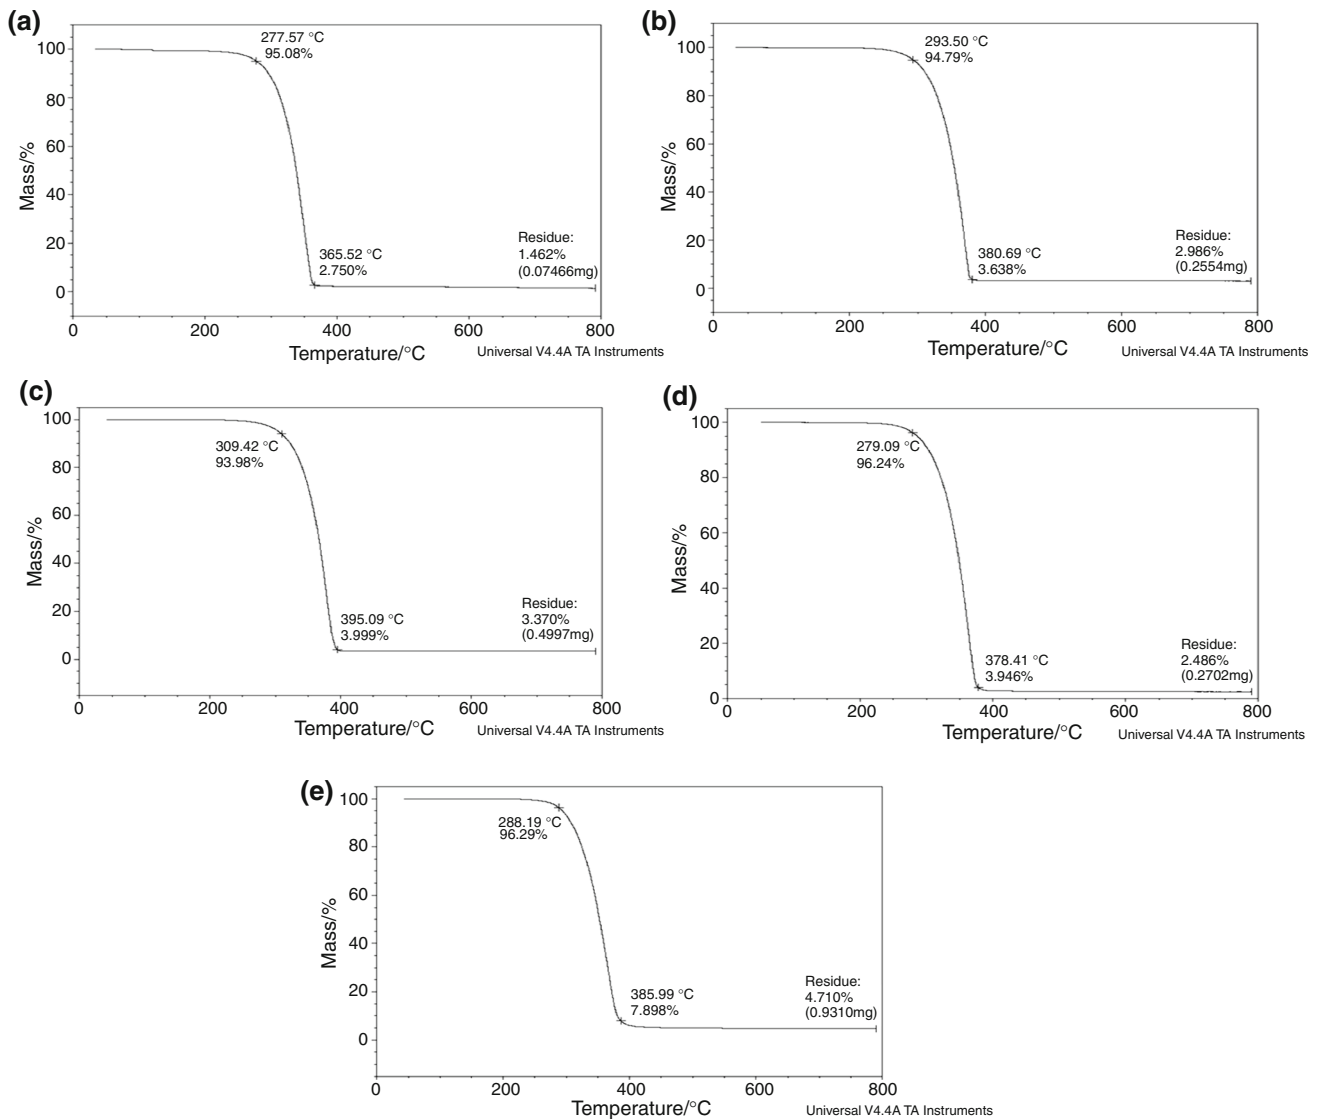 (a)
277.57 °C
95.08%
100
80
60
40
20
0
Mass/%
365.52 °C
2.750%
Residue:
1.462%
(0.07466mg)
0 200 400 600 800
Temperature/°C
Universal V4.4A TA Instruments
(b)
293.50 °C
94.79%
100
80
60
40
20
0
Mass/%
380.69 °C
3.638%
Residue:
2.986%
(0.2554mg)
0 200 400 600 800
Temperature/°C
Universal V4.4A TA Instruments
(c)
100
80
60
40
20
0
Mass/%
309.42 °C
93.98%
395.09 °C
3.999%
Residue:
3.370%
(0.4997mg)
0 200 400 600 800
Temperature/°C
Universal V4.4A TA Instruments
(d)
100
80
60
40
20
0
Mass/%
279.09 °C
96.24%
378.41 °C
3.946%
Residue:
2.486%
(0.2702mg)
0 200 400 600 800
Temperature/°C
Universal V4.4A TA Instruments
(e)
100
80
60
40
20
0
Mass/%
288.19 °C
96.29%
385.99 °C
7.898%
Residue:
4.710%
(0.9310mg)
0 200 400 600 800
Temperature/°C
Universal V4.4A TA Instruments